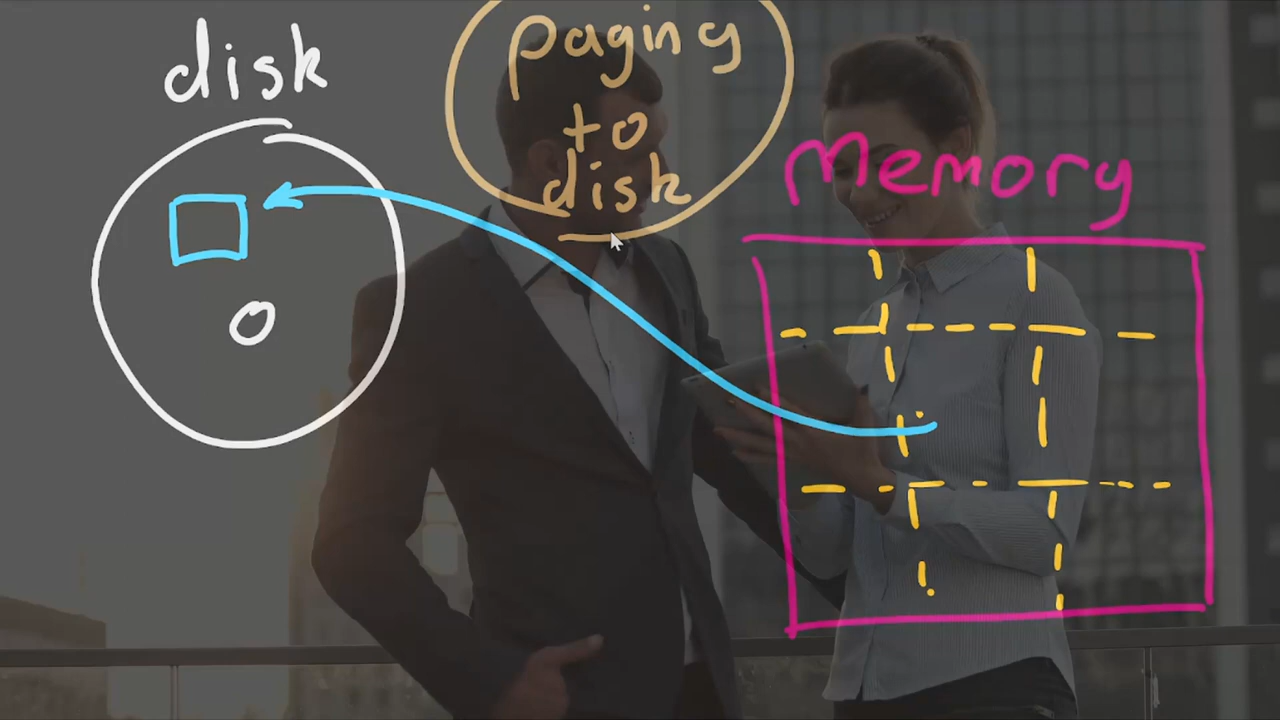 disk
paging
to
disk
Memory